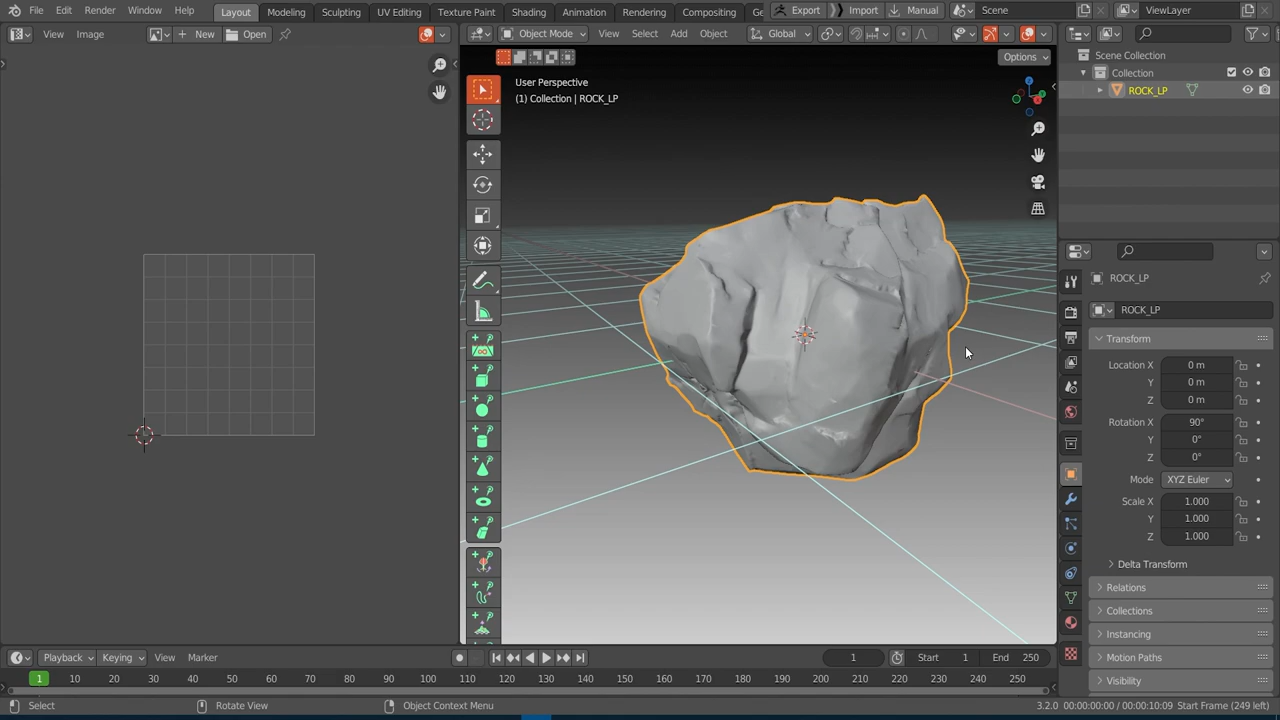 File Edit Render Window Help Layout Modeling Sculpting UV Editing Texture Paint Shading Animation Rendering Compositing Ge Export Import Manual Scene ViewLayer
View Image New Open Object Mode View Select Add Object Global
Options
User Perspective
(1) Collection | ROCK_LP
Scene Collection
Collection
ROCK_LP
ROCK_LP
ROCK_LP
Transform
Location X 0 m
Y 0 m
Z 0 m
Rotation X 90°
Y 0°
Z 0°
Mode XYZ Euler
Scale X 1.000
Y 1.000
Z 1.000
Delta Transform
Relations
Collections
Instancing
Motion Paths
Visibility
Playback Keying View Marker 1 Start 1 End 250
1 10 20 30 40 50 60 70 80 90 100 110 120 130 140 150 160 170 180 190 200 210 220 230 240 250
Select Rotate View Object Context Menu 3.2.0 00:00:00:00 / 00:00:10:09 Start Frame (249 left)